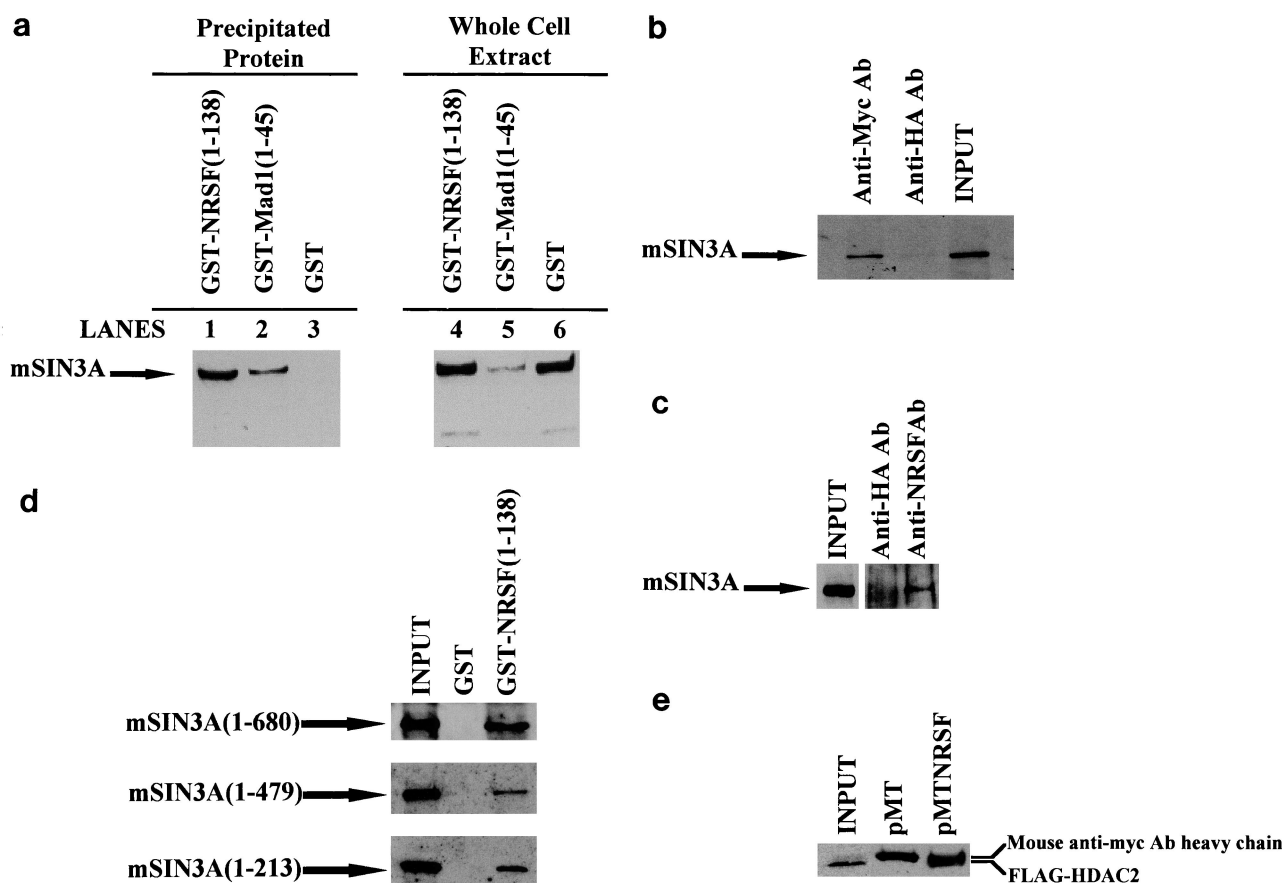 a
Precipitated
Protein
Whole Cell
Extract
GST-NRSF(1-138)
GST-Mad1(1-45)
GST
GST-NRSF(1-138)
GST-Mad1(1-45)
GST
LANES 1 2 3 4 5 6
mSIN3A
b
Anti-Myc Ab
Anti-HA Ab
INPUT
mSIN3A
c
INPUT
Anti-HA Ab
Anti-NRSFAb
mSIN3A
d
INPUT
GST
GST-NRSF(1-138)
mSIN3A(1-680)
mSIN3A(1-479)
mSIN3A(1-213)
e
INPUT
pMT
pMTNRSF
Mouse anti-myc Ab heavy chain
FLAG-HDAC2